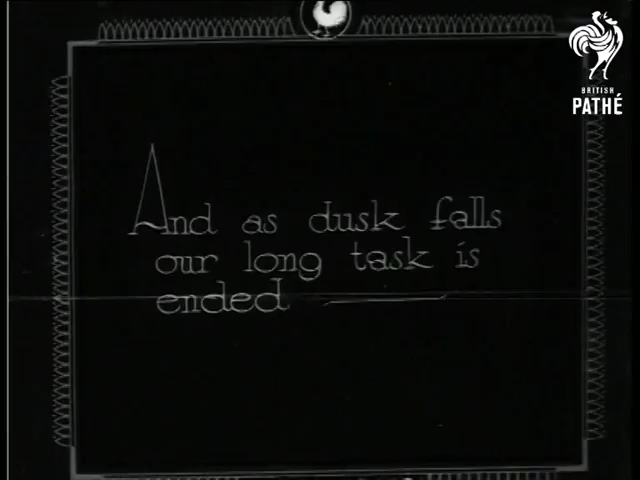 BRITISH
PATHÉ
And as dusk falls
our long task is
ended